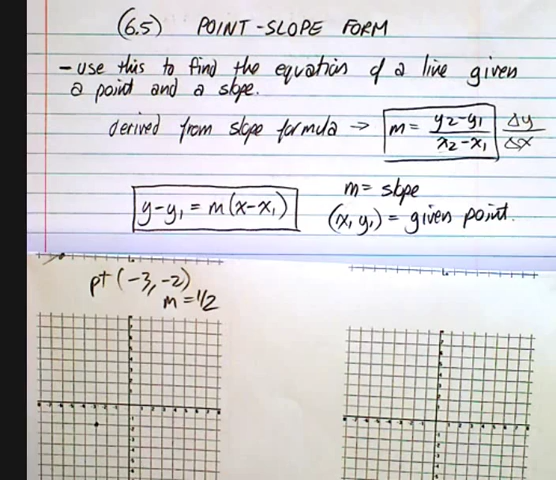 (6.5) POINT-SLOPE FORM
- use this to find the equation of a line given
a point and a slope.
derived from slope formula → m = y2-y1 / x2-x1 Δy / Δx
y-y1 = m(x-x1)
m = slope
(x1, y1) = given point.
pt (-3, -2)
m = 1/2